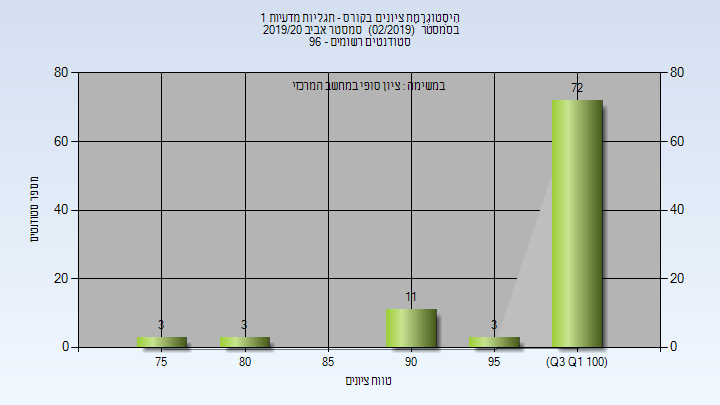 היסטוגרמת ציונים בקורס - תגליות מדעיות 1
בסמסטר (02/2019) סמסטר אביב 2019/20
סטודנטים רשומים - 96
במשימה : ציון סופי במחשב המרכזי
80
60
40
20
0
80
60
40
20
0
מספר סטודנטים
3
3
11
3
72
75
80
85
90
95
(Q3 Q1 100)
טווח ציונים